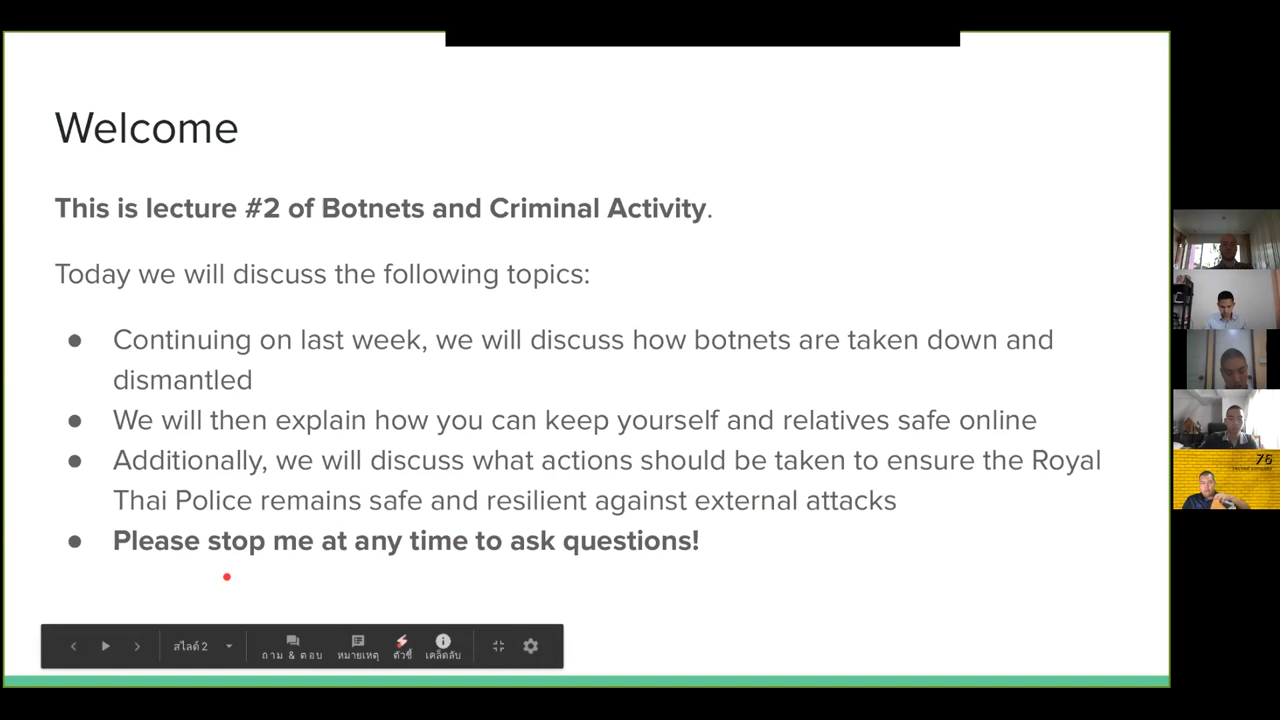 Welcome
This is lecture #2 of Botnets and Criminal Activity.
Today we will discuss the following topics:
● Continuing on last week, we will discuss how botnets are taken down and
dismantled
● We will then explain how you can keep yourself and relatives safe online
● Additionally, we will discuss what actions should be taken to ensure the Royal
Thai Police remains safe and resilient against external attacks
● Please stop me at any time to ask questions!
สไลด์ 2
ถาม & ตอบ
หมายเหตุ
ตัวชี้
เคล็ดลับ